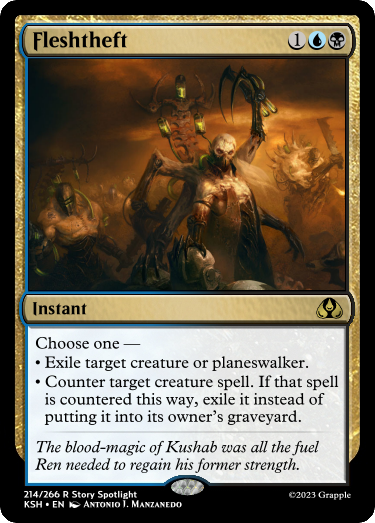 Fleshtheft 1
Instant
Choose one —
• Exile target creature or planeswalker.
• Counter target creature spell. If that spell
is countered this way, exile it instead of
putting it into its owner's graveyard.
The blood-magic of Kushab was all the fuel
Ren needed to regain his former strength.
214/266 R Story Spotlight
KSH • EN Antonio J. Manzanedo
©2023 Grapple